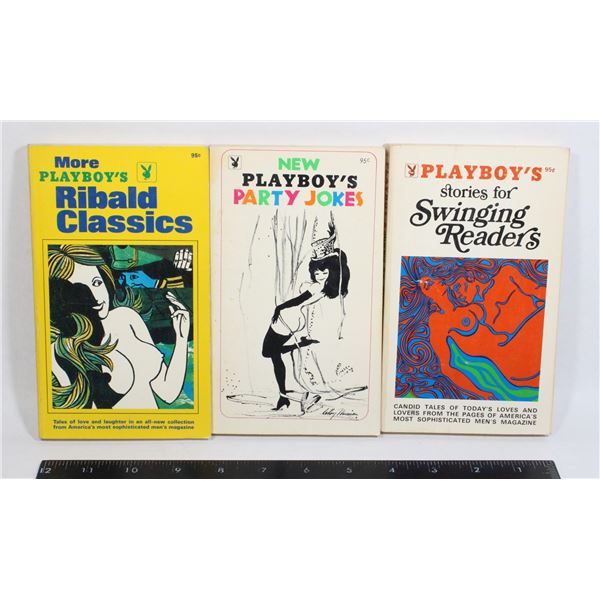 More
95¢
PLAYBOY'S
Ribald
Classics
Tales of love and laughter in an all-new collection
from America's most sophisticated men's magazine
NEW
95¢
PLAYBOY'S
PARTY JOKES
LeRoy Neiman
PLAYBOY'S 95¢
stories for
Swinging
Readers
CANDID TALES OF TODAY'S LOVES AND
LOVERS FROM THE PAGES OF AMERICA'S
MOST SOPHISTICATED MEN'S MAGAZINE
12 11 10 9 8 7 6 5 4 3 2 1